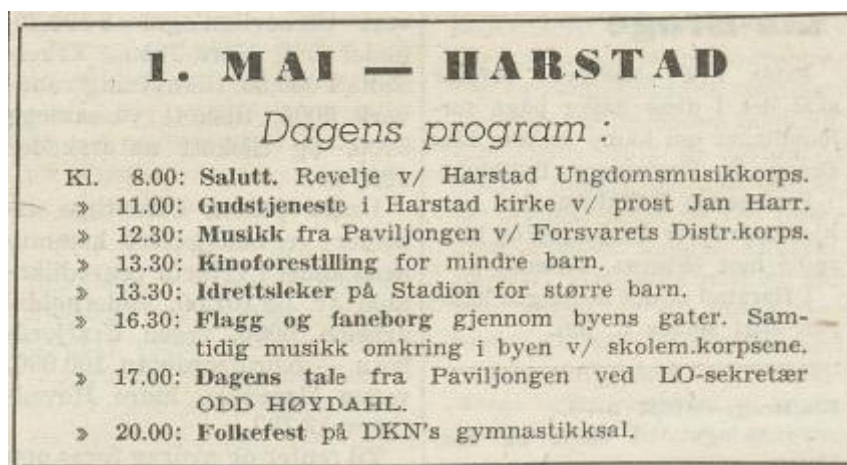 1. MAI — HARSTAD
Dagens program :
Kl. 8.00: Salutt. Revelje v/ Harstad Ungdomsmusikkorps.
» 11.00: Gudstjeneste i Harstad kirke v/ prost Jan Harr.
» 12.30: Musikk fra Paviljongen v/ Forsvarets Distr.korps.
» 13.30: Kinoforestilling for mindre barn.
» 13.30: Idrettsleker på Stadion for større barn.
» 16.30: Flagg og faneborg gjennom byens gater. Sam-
tidig musikk omkring i byen v/ skolem.korpsene.
» 17.00: Dagens tale fra Paviljongen ved LO-sekretær
ODD HØYDAHL.
» 20.00: Folkefest på DKN's gymnastikksal.